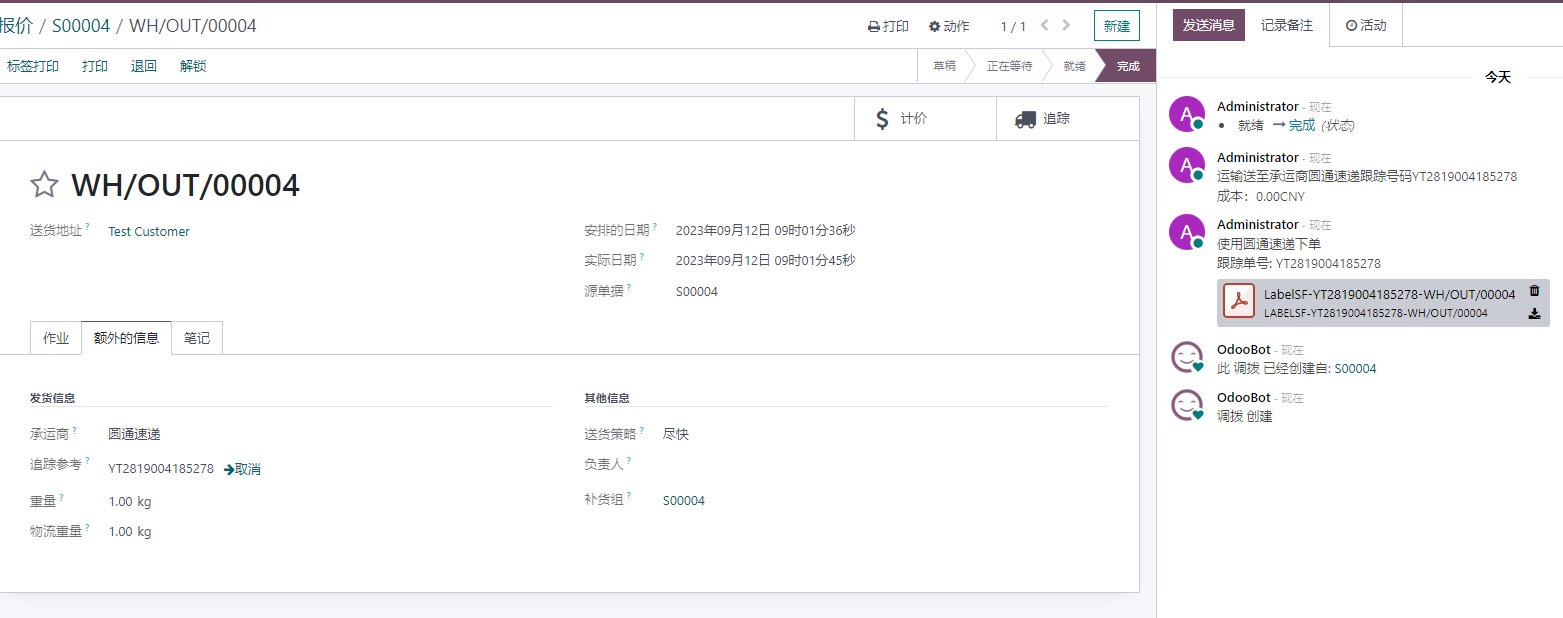 报价 / S00004 / WH/OUT/00004
打印 动作 1 / 1 新建
标签打印 打印 退回 解锁
草稿 正在等待 就绪 完成
计价 追踪
WH/OUT/00004
送货地址? Test Customer
安排的日期? 2023年09月12日 09时01分36秒
实际日期? 2023年09月12日 09时01分45秒
源单据? S00004
作业 额外的信息 笔记
发货信息
承运商? 圆通速递
追踪参考? YT2819004185278 取消
重量? 1.00 kg
物流重量? 1.00 kg
其他信息
送货策略? 尽快
负责人?
补货组? S00004
发送消息 记录备注 活动
今天
A Administrator - 现在
就绪 → 完成 (状态)
A Administrator - 现在
运输送至承运商圆通速递跟踪号码YT2819004185278
成本：0.00CNY
A Administrator - 现在
使用圆通速递下单
跟踪单号: YT2819004185278
LabelSF-YT2819004185278-WH/OUT/00004
LABELSF-YT2819004185278-WH/OUT/00004
OdooBot - 现在
此 调拨 已经创建自: S00004
OdooBot - 现在
调拨 创建